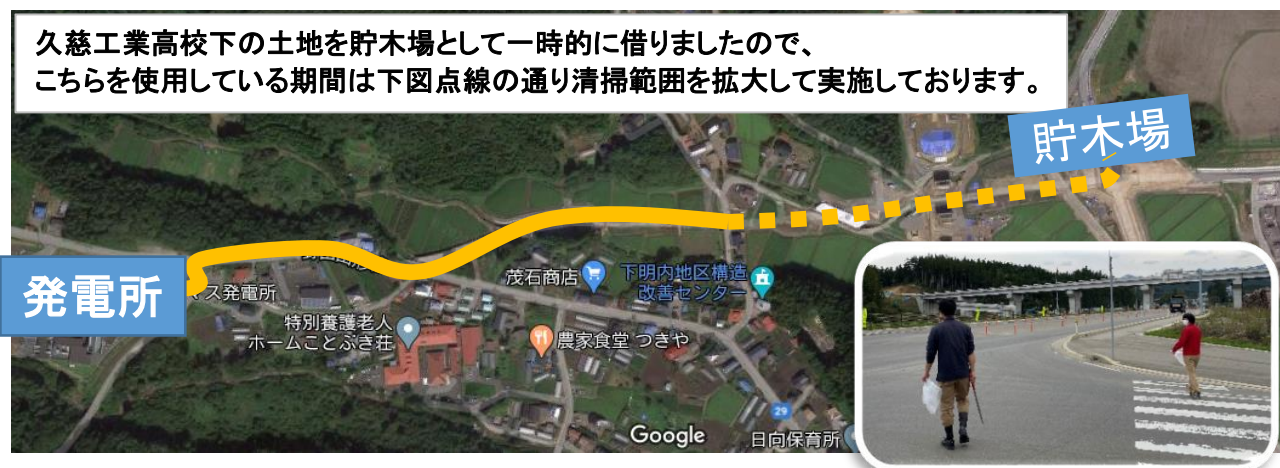 久慈工業高校下の土地を貯木場として一時的に借りましたので、
こちらを使用している期間は下図点線の通り清掃範囲を拡大して実施しております。
貯木場
発電所
ス発電所
茂石商店
下明内地区構造
改善センター
特別養護老人
ホームことぶき荘
農家食堂 つきや
29
Google
日向保育所